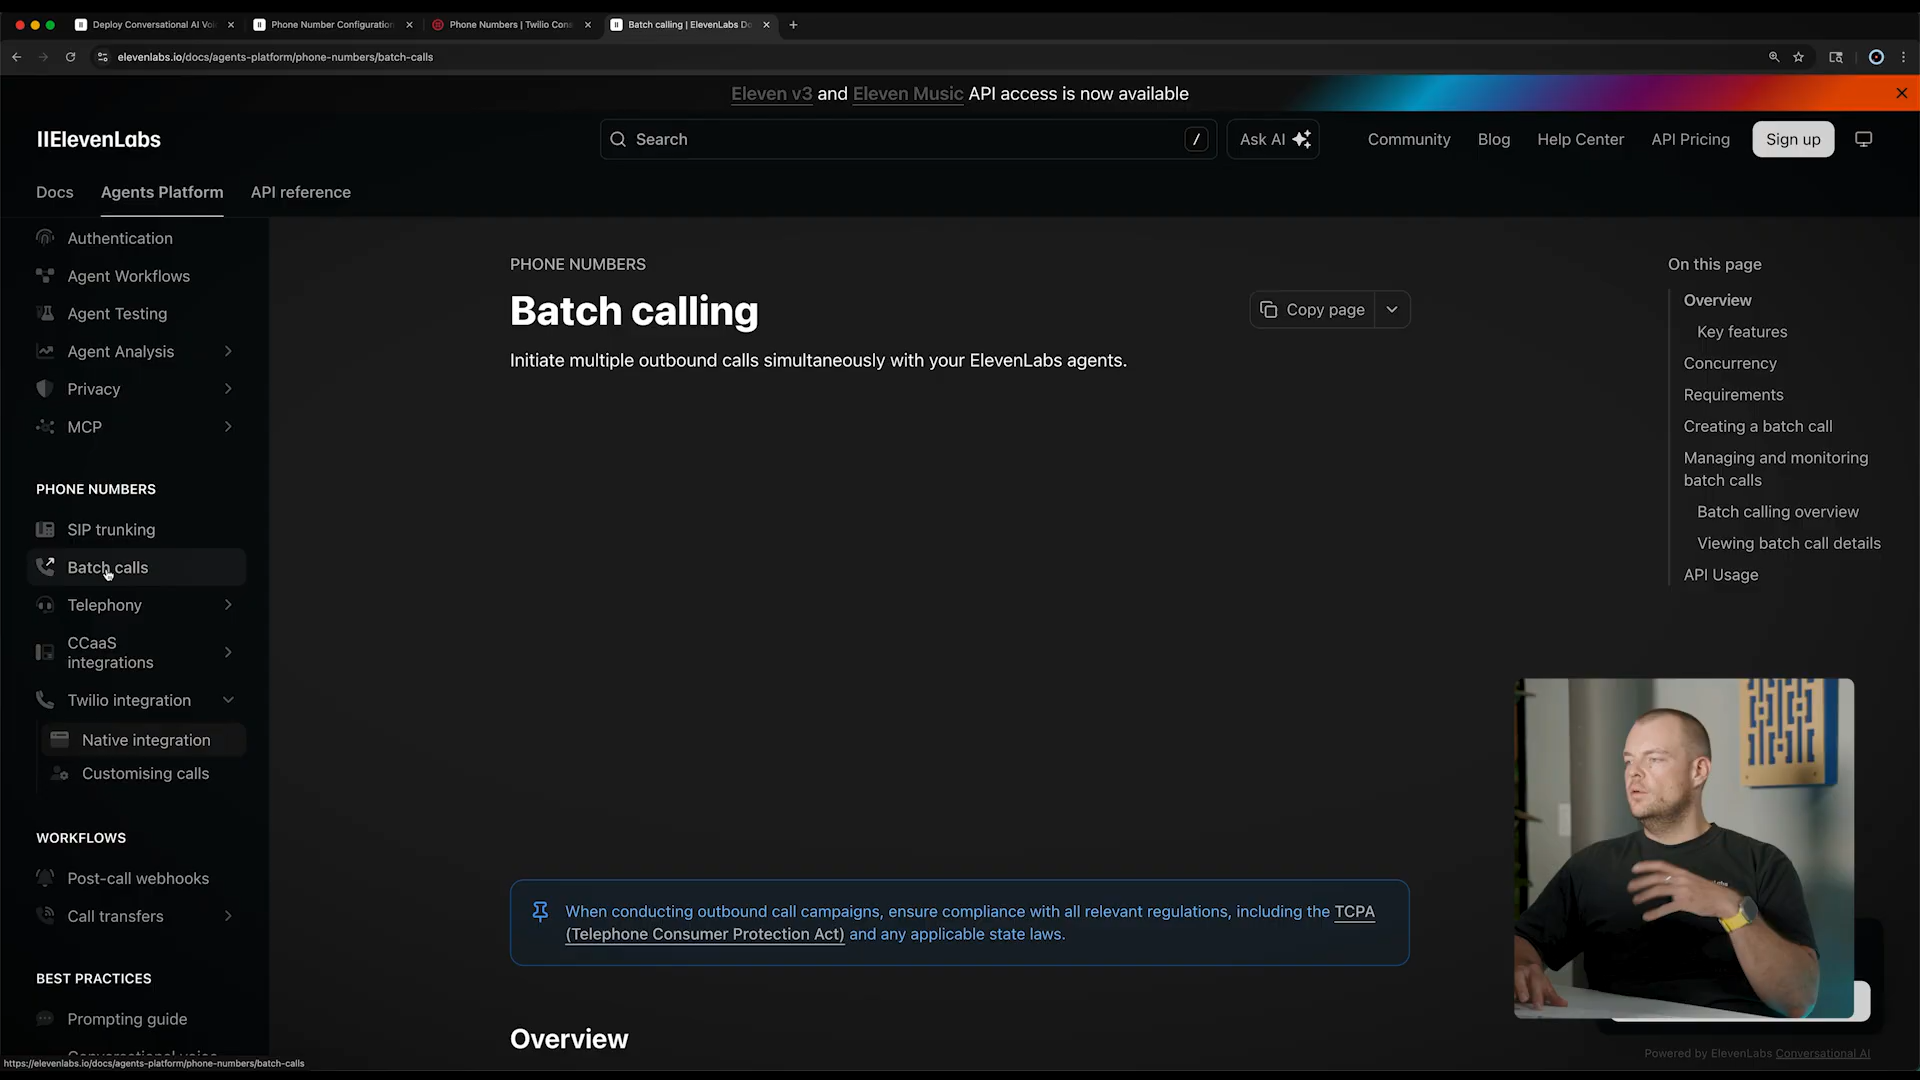 Deploy Conversational AI Voi
Phone Number Configuration
Phone Numbers | Twilio Cons
Batch calling | ElevenLabs Do
elevenlabs.io/docs/agents-platform/phone-numbers/batch-calls
Eleven v3 and Eleven Music API access is now available
IIElevenLabs
Search
/
Ask AI
Community
Blog
Help Center
API Pricing
Sign up
Docs
Agents Platform
API reference
Authentication
Agent Workflows
Agent Testing
Agent Analysis
Privacy
MCP
PHONE NUMBERS
SIP trunking
Batch calls
Telephony
CCaaS
integrations
Twilio integration
Native integration
Customising calls
WORKFLOWS
Post-call webhooks
Call transfers
BEST PRACTICES
Prompting guide
https://elevenlabs.io/docs/agents-platform/phone-numbers/batch-calls
PHONE NUMBERS
Batch calling
Copy page
Initiate multiple outbound calls simultaneously with your ElevenLabs agents.
When conducting outbound call campaigns, ensure compliance with all relevant regulations, including the TCPA
(Telephone Consumer Protection Act) and any applicable state laws.
Overview
On this page
Overview
Key features
Concurrency
Requirements
Creating a batch call
Managing and monitoring
batch calls
Batch calling overview
Viewing batch call details
API Usage
Powered by ElevenLabs Conversational AI